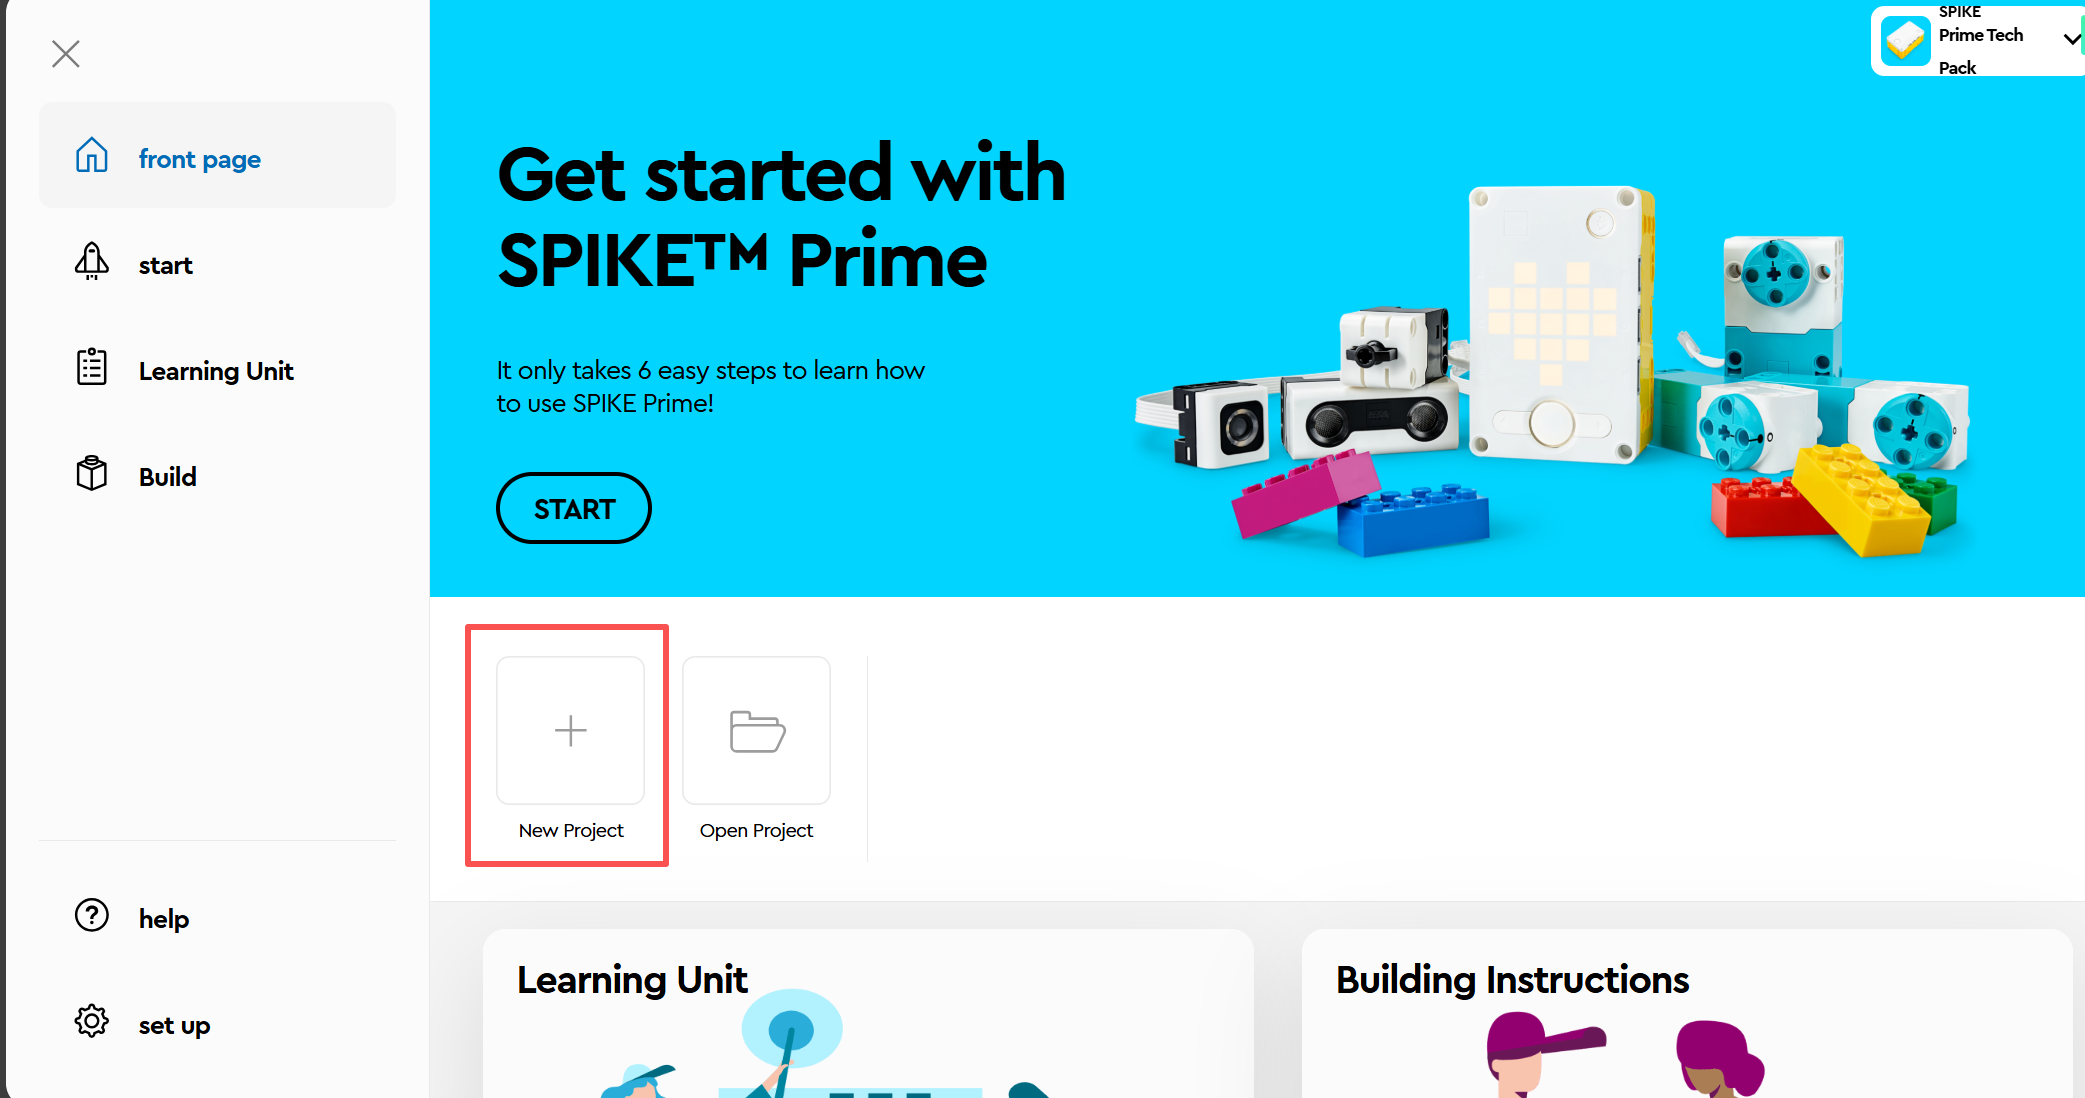 front page
start
Learning Unit
Build
help
set up
SPIKE
Prime Tech
Pack
Get started with
SPIKE™ Prime
It only takes 6 easy steps to learn how
to use SPIKE Prime!
START
New Project
Open Project
Learning Unit
Building Instructions